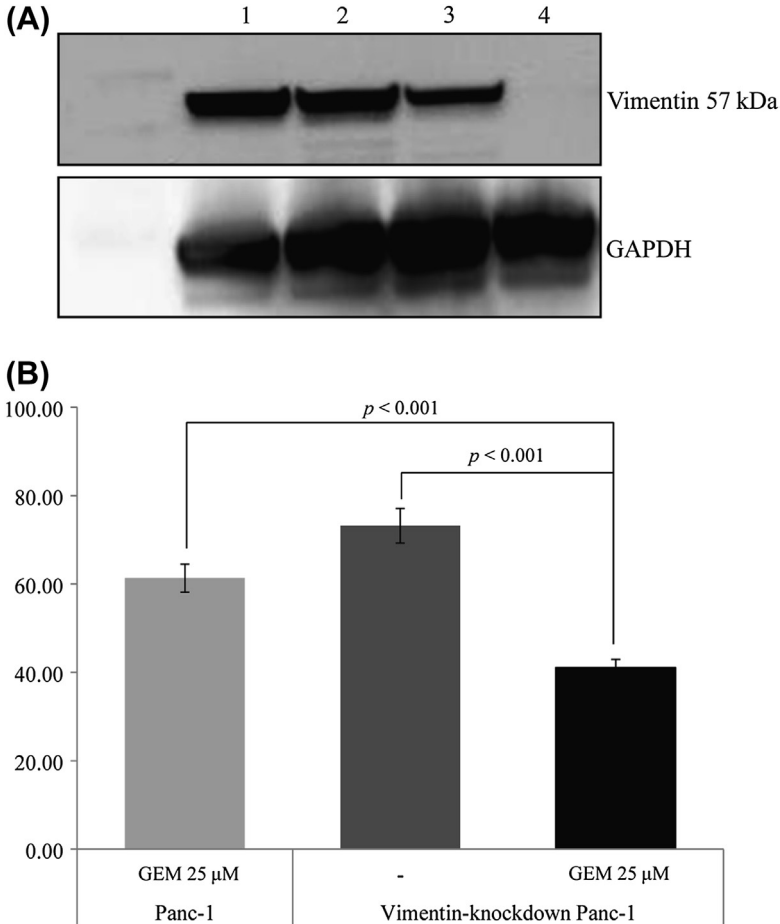 (A)
1 2 3 4
Vimentin 57 kDa
GAPDH
(B)
100.00
p < 0.001
p < 0.001
80.00
60.00
40.00
20.00
0.00
GEM 25 μM - GEM 25 μM
Panc-1 Vimentin-knockdown Panc-1